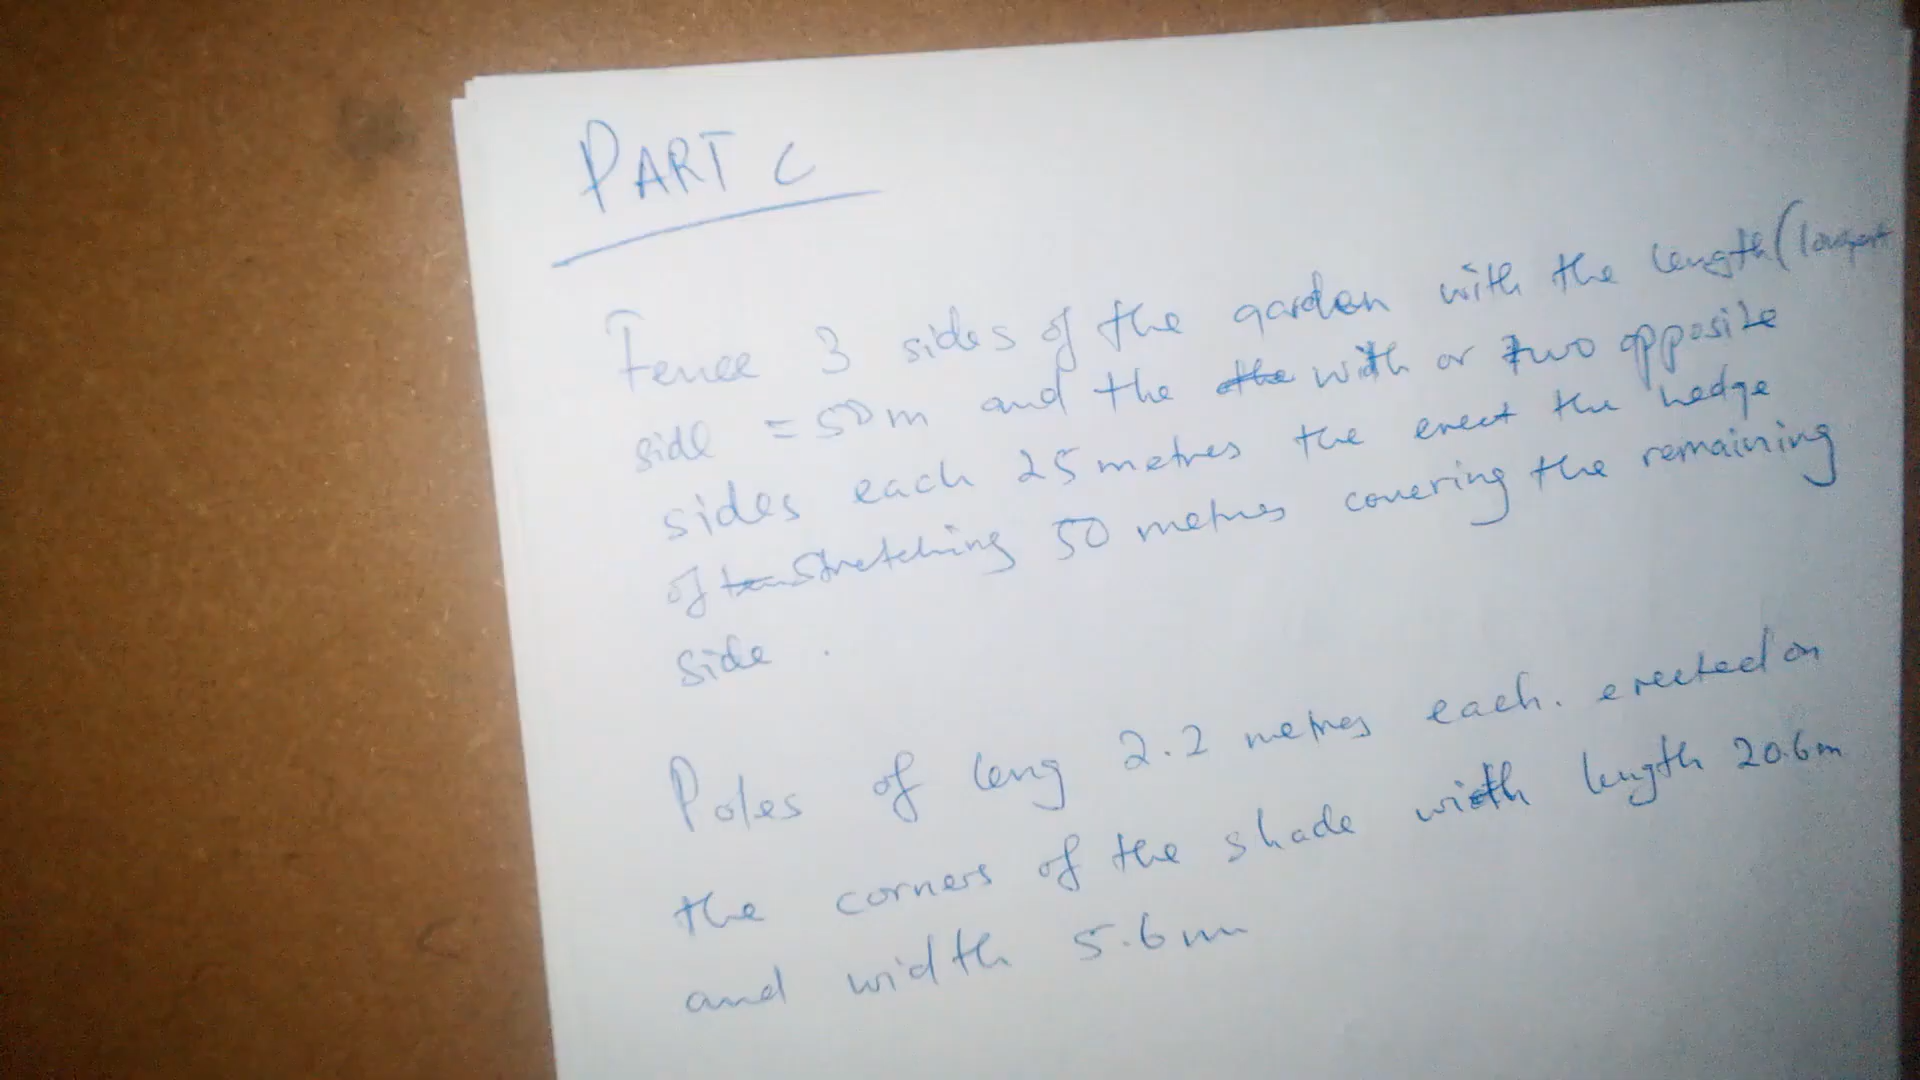 PART C
Fence 3 sides of the garden with the length (longest
side = 50m and the the with or two opposite
sides each 25 metres the erect the hedge
of stretching 50 metres covering the remaining
side.
Poles of leng 2.2 metres each. erected on
the corners of the shade width length 20.6m
and width 5.6m